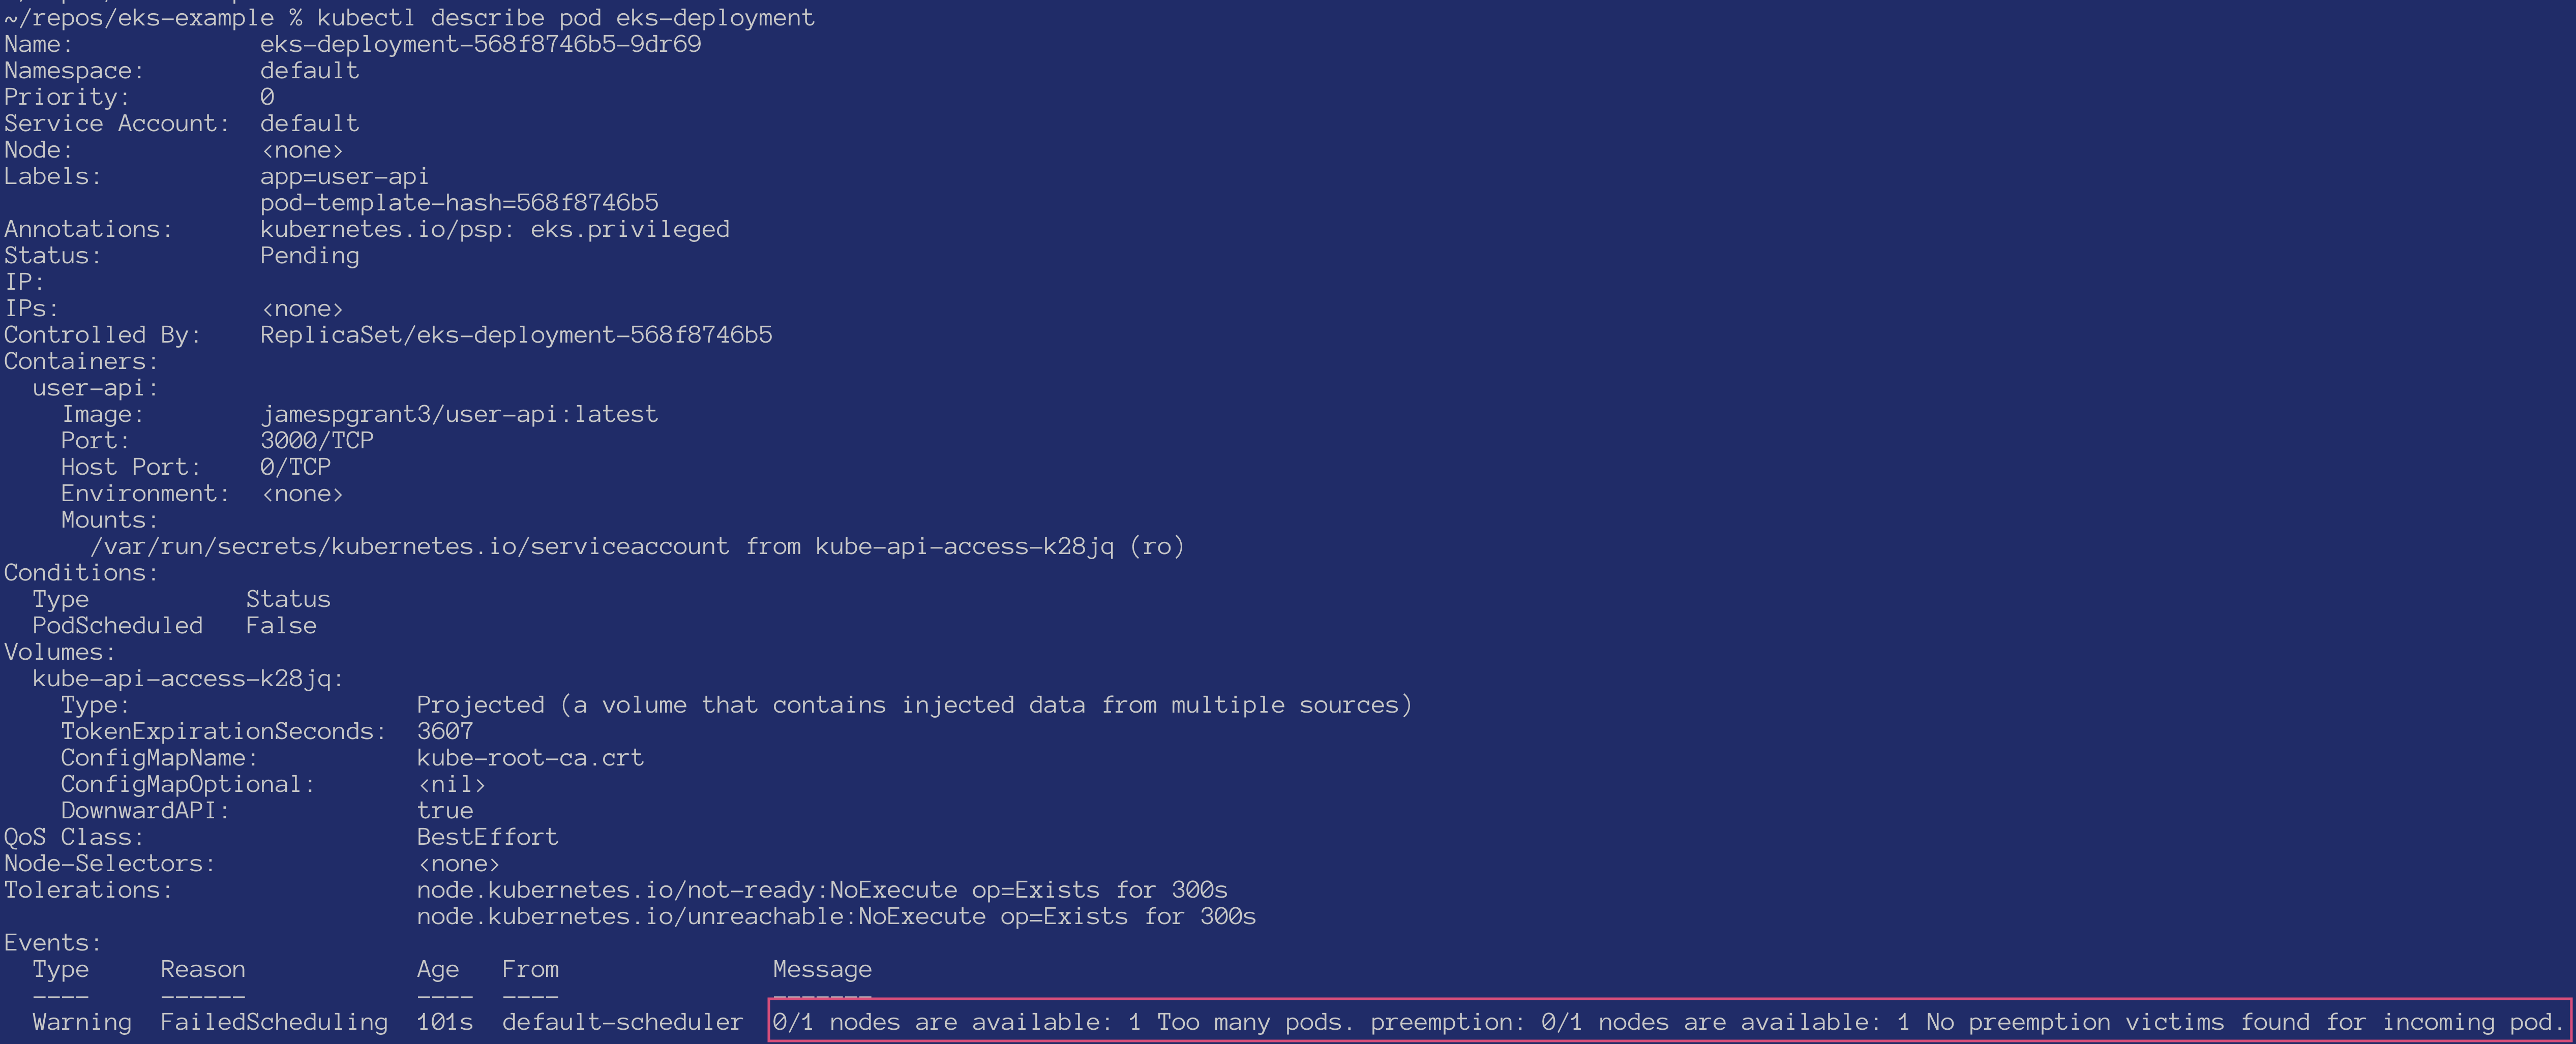 ~/repos/eks-example % kubectl describe pod eks-deployment
Name:             eks-deployment-568f8746b5-9dr69
Namespace:        default
Priority:         0
Service Account:  default
Node:             <none>
Labels:           app=user-api
                  pod-template-hash=568f8746b5
Annotations:      kubernetes.io/psp: eks.privileged
Status:           Pending
IP:
IPs:              <none>
Controlled By:    ReplicaSet/eks-deployment-568f8746b5
Containers:
  user-api:
    Image:        jamespgrant3/user-api:latest
    Port:         3000/TCP
    Host Port:    0/TCP
    Environment:  <none>
    Mounts:
      /var/run/secrets/kubernetes.io/serviceaccount from kube-api-access-k28jq (ro)
Conditions:
  Type           Status
  PodScheduled   False
Volumes:
  kube-api-access-k28jq:
    Type:                    Projected (a volume that contains injected data from multiple sources)
    TokenExpirationSeconds:  3607
    ConfigMapName:           kube-root-ca.crt
    ConfigMapOptional:       <nil>
    DownwardAPI:             true
QoS Class:                   BestEffort
Node-Selectors:              <none>
Tolerations:                 node.kubernetes.io/not-ready:NoExecute op=Exists for 300s
                             node.kubernetes.io/unreachable:NoExecute op=Exists for 300s
Events:
  Type     Reason            Age   From               Message
  ----     ------            ----  ----               -------
  Warning  FailedScheduling  101s  default-scheduler  0/1 nodes are available: 1 Too many pods. preemption: 0/1 nodes are available: 1 No preemption victims found for incoming pod.